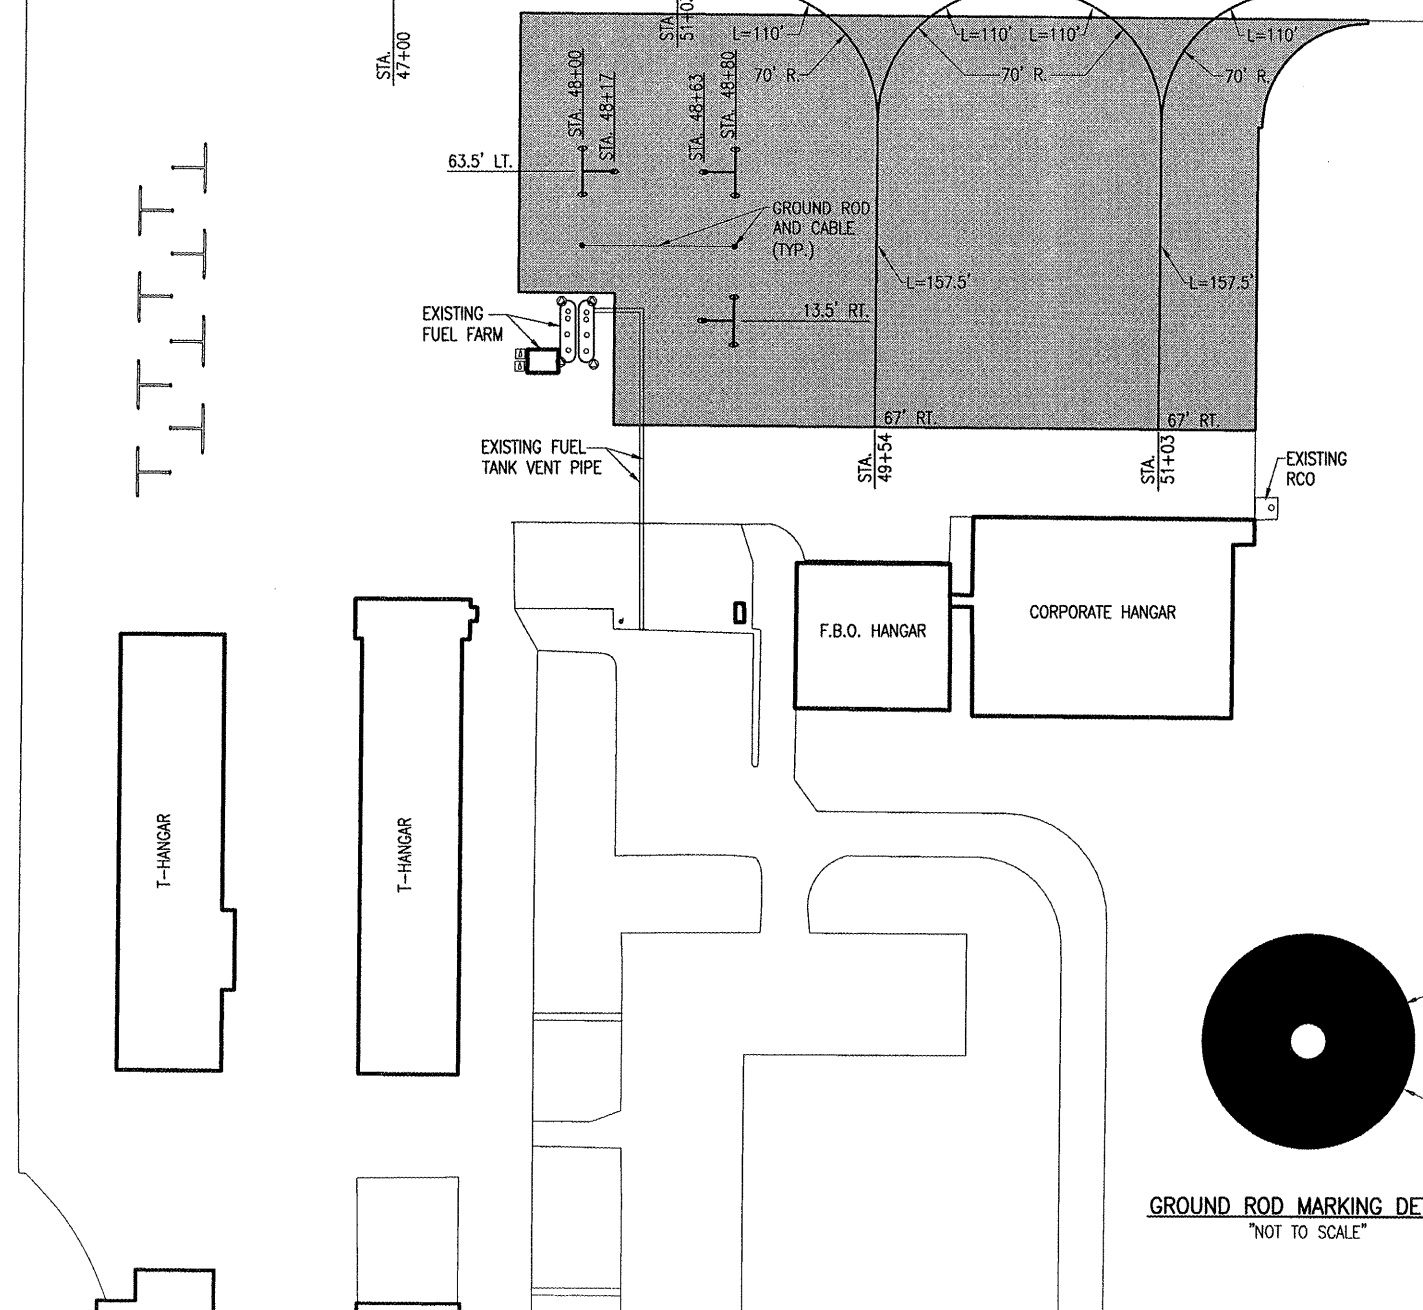 STA.
47+00
STA.
51+03
L=110'
L=110'
L=110'
L=110'
70' R.
70' R.
70' R.
STA. 48+00
STA. 48+17
STA. 48+63
STA. 48+80
63.5' LT.
GROUND ROD
AND CABLE
(TYP.)
L=157.5'
L=157.5'
EXISTING
FUEL FARM
13.5' RT.
67' RT.
67' RT.
EXISTING FUEL
TANK VENT PIPE
STA.
49+54
STA.
51+03
EXISTING
RCO
F.B.O. HANGAR
CORPORATE HANGAR
T-HANGAR
T-HANGAR
GROUND ROD MARKING DE
"NOT TO SCALE"